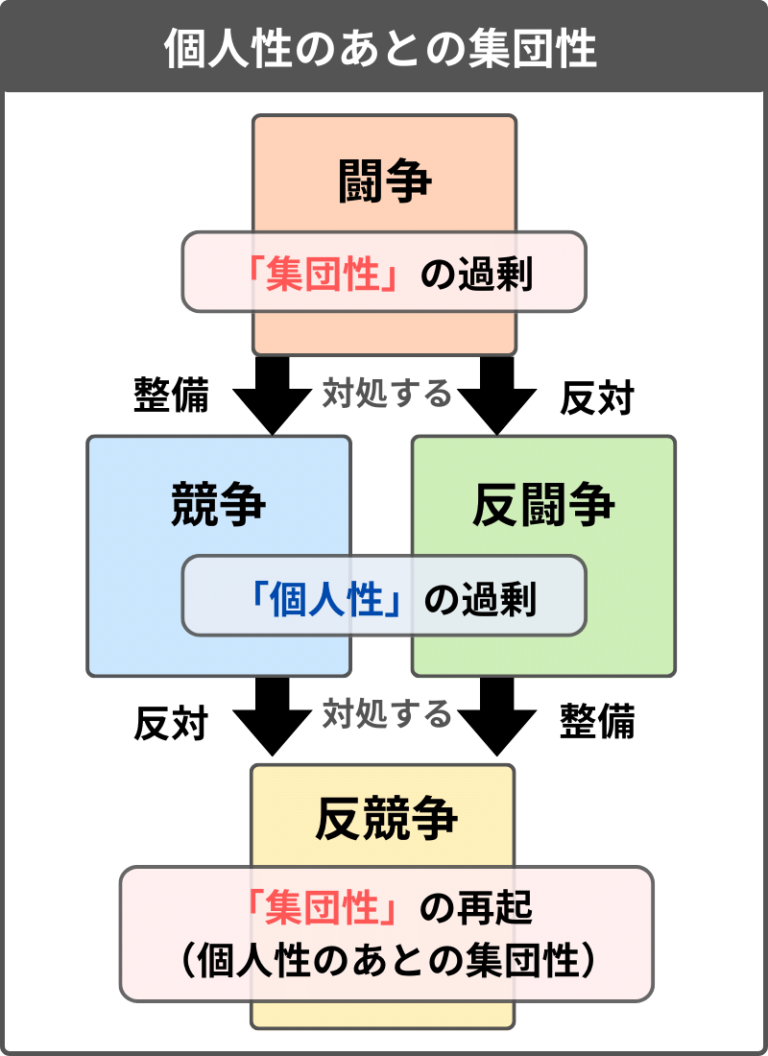 個人性のあとの集団性
闘争
「集団性」の過剰
整備
対処する
反対
競争
反闘争
「個人性」の過剰
反対
対処する
整備
反競争
「集団性」の再起
（個人性のあとの集団性）